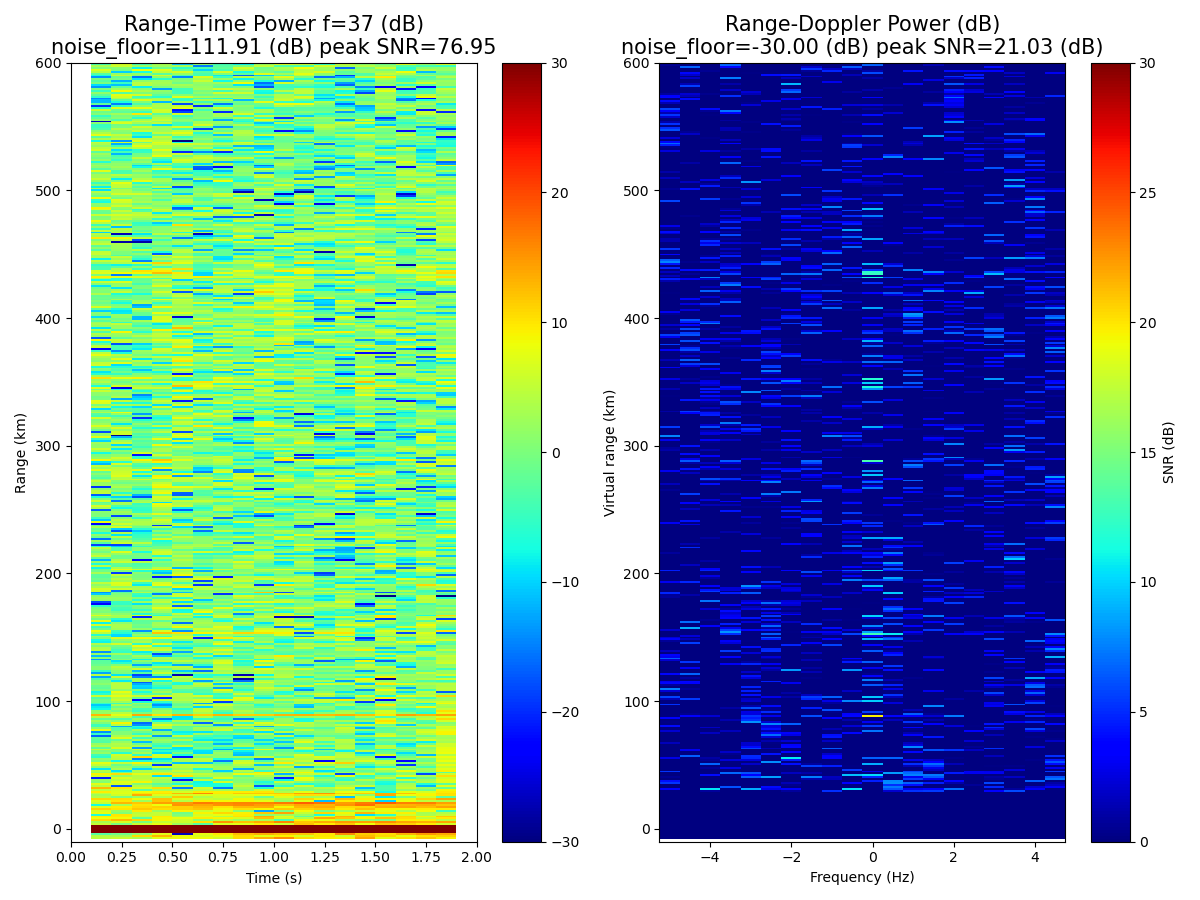 Range-Time Power f=37 (dB)
noise_floor=-111.91 (dB) peak SNR=76.95
Range-Doppler Power (dB)
noise_floor=-30.00 (dB) peak SNR=21.03 (dB)
Range (km)
600
500
400
300
200
100
0
0.00 0.25 0.50 0.75 1.00 1.25 1.50 1.75 2.00
Time (s)
30
20
10
0
−10
−20
−30
Virtual range (km)
600
500
400
300
200
100
0
−4 −2 0 2 4
Frequency (Hz)
30
25
20
15
10
5
0
SNR (dB)